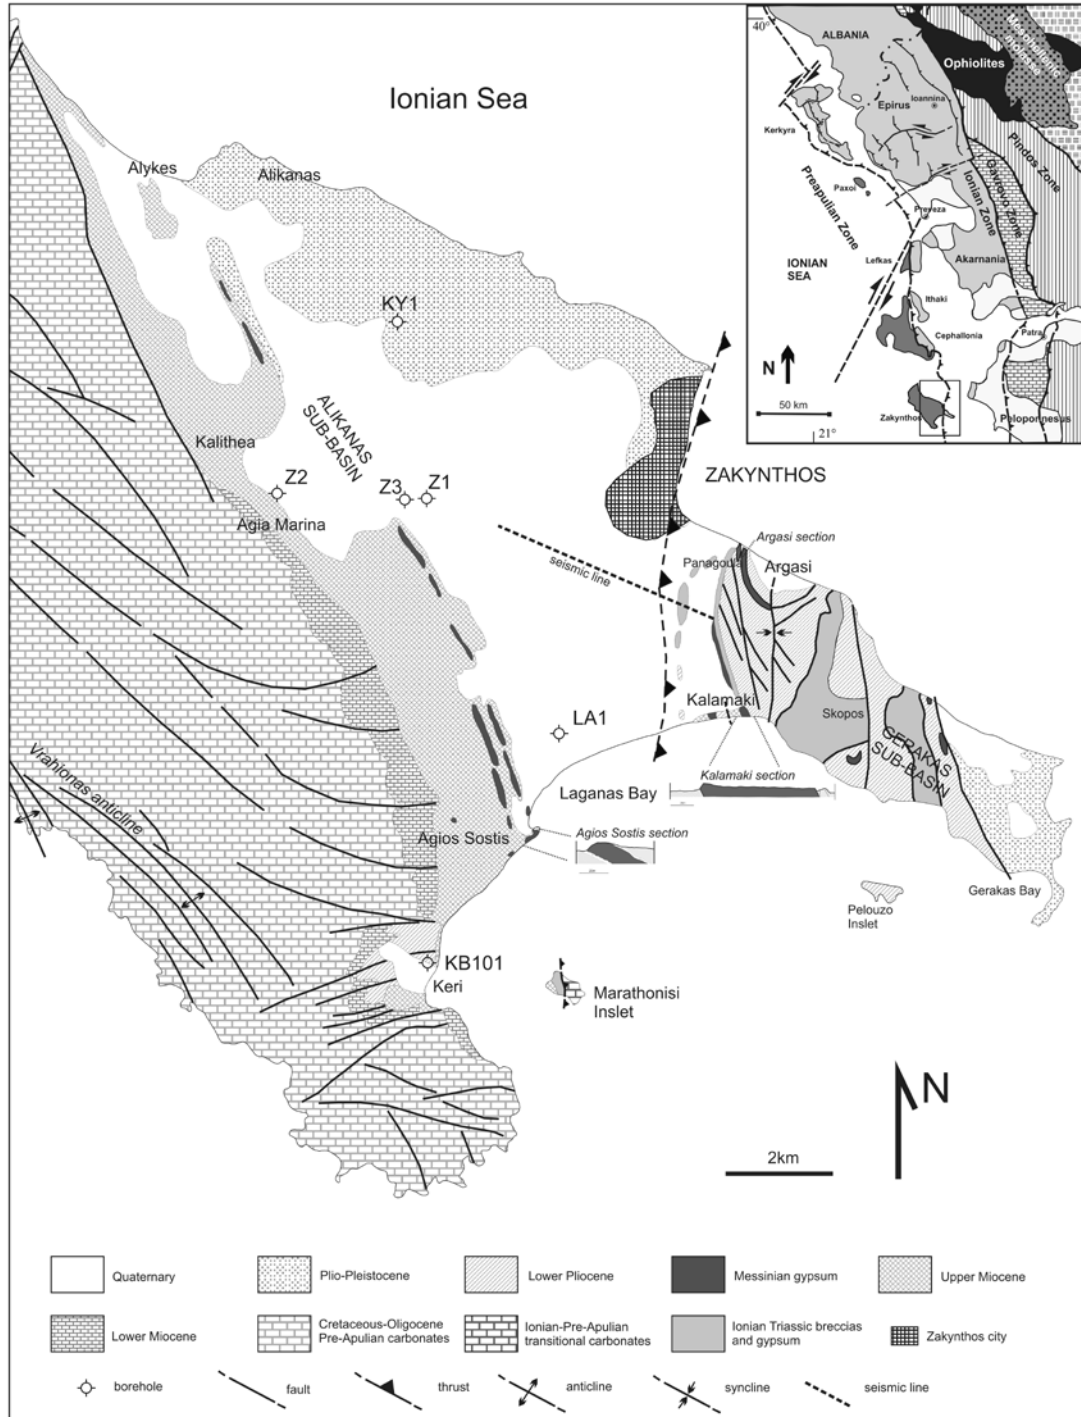 Ionian Sea
Alykes
Alikanas
KY1
ALIKANAS
SUB-BASIN
Kalithea
Z2
Z3
Z1
Agia Marina
seismic line
ZAKYNTHOS
Argasi section
Panagoula
Argasi
Kalamaki
Skopos
GERAKAS
SUB-BASIN
LA1
Kalamaki section
Laganas Bay
Vrahionas anticline
Agios Sostis
Agios Sostis section
Gerakas Bay
Pelouzo
Inslet
KB101
Keri
Marathonisi
Inslet
N
2km
40°
ALBANIA
Ophiolites
Mesohellenic
molasse
Epirus
Ioannina
Kerkyra
Pindos Zone
Gavrovo Zone
Ionian Zone
Preapulian Zone
Paxoi
Preveza
IONIAN
SEA
Lefkas
Akarnania
Ithaki
Cephallonia
Patra
N
50 km
Zakynthos
Peloponnesus
21°
Quaternary
Plio-Pleistocene
Lower Pliocene
Messinian gypsum
Upper Miocene
Lower Miocene
Cretaceous-Oligocene
Pre-Apulian carbonates
Ionian-Pre-Apulian
transitional carbonates
Ionian Triassic breccias
and gypsum
Zakynthos city
borehole
fault
thrust
anticline
syncline
seismic line